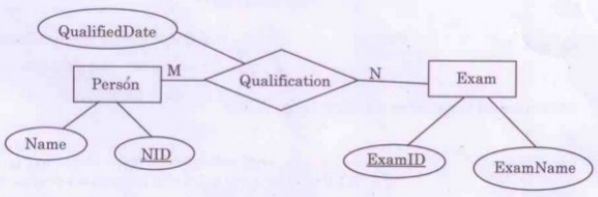 QualifiedDate
Person
M
Qualification
N
Exam
Name
NID
ExamID
ExamName